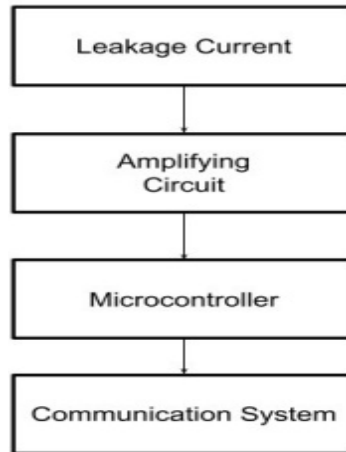 Leakage Current
Amplifying
Circuit
Microcontroller
Communication System